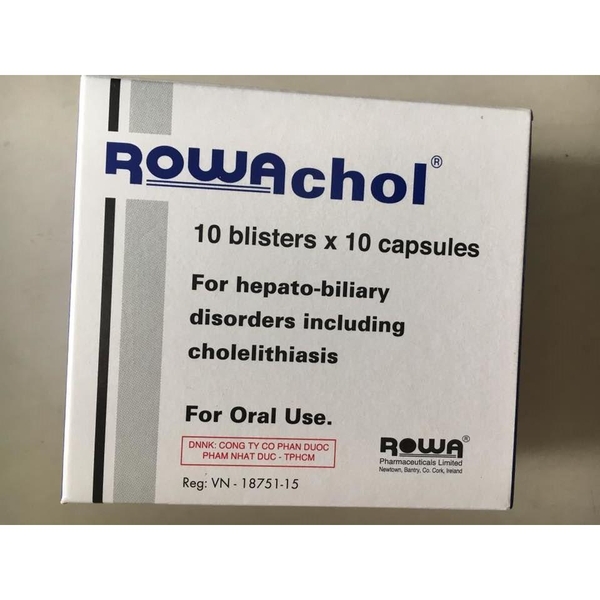 ROWAchol®
10 blisters x 10 capsules
For hepato-biliary
disorders including
cholelithiasis
For Oral Use.
DNNK: CONG TY CO PHAN DUOC
PHAM NHAT DUC - TPHCM
ROWA®
Pharmaceuticals Limited
Newtown, Bantry, Co. Cork, Ireland
Reg: VN - 18751-15